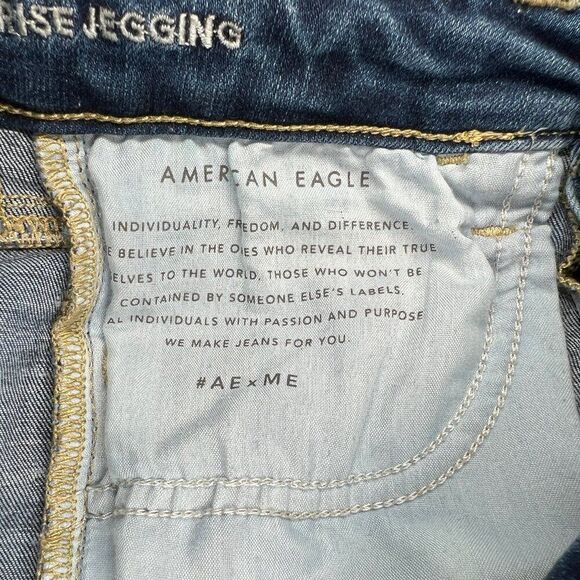 RISE JEGGING
AMERICAN EAGLE
INDIVIDUALITY, FREEDOM, AND DIFFERENCE.
BELIEVE IN THE ONES WHO REVEAL THEIR TRUE
ELVES TO THE WORLD. THOSE WHO WON'T BE
CONTAINED BY SOMEONE ELSE'S LABELS.
AL INDIVIDUALS WITH PASSION AND PURPOSE
WE MAKE JEANS FOR YOU.
#AExME